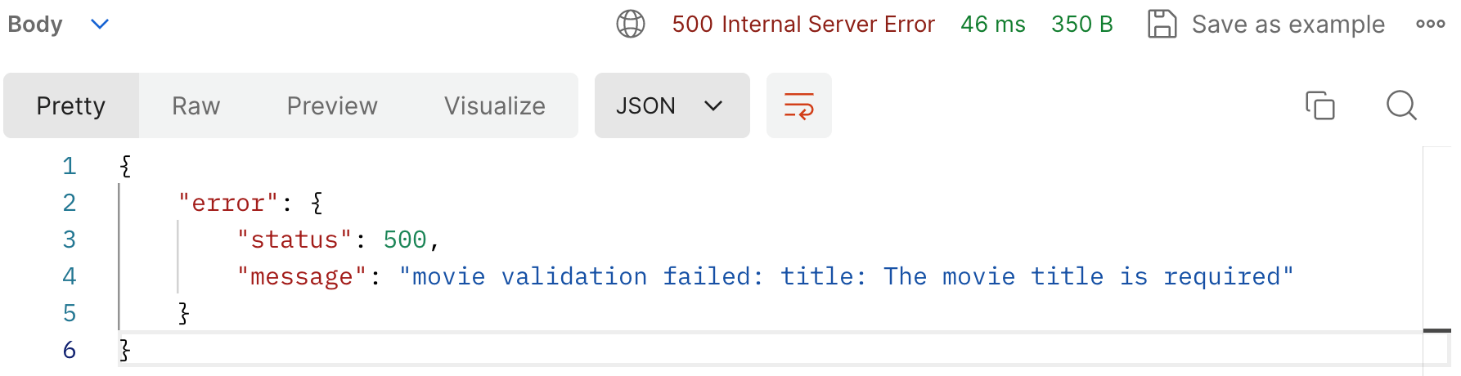 Body 500 Internal Server Error 46 ms 350 B Save as example
Pretty Raw Preview Visualize JSON
1 {
2 "error": {
3 "status": 500,
4 "message": "movie validation failed: title: The movie title is required"
5 }
6 }